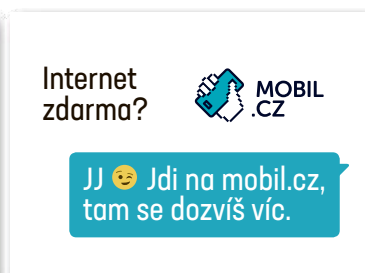 Internet
zdarma?
MOBIL
.CZ
JJ 😉 Jdi na mobil.cz,
tam se dozvíš víc.